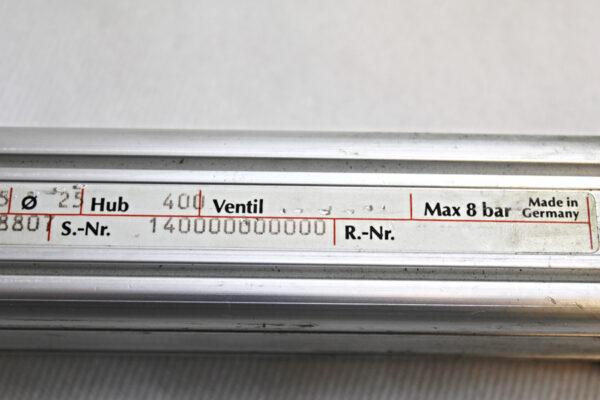 Ø 25 Hub 400 Ventil Max 8 bar Made in Germany
8807 S.-Nr. 140000000000 R.-Nr.